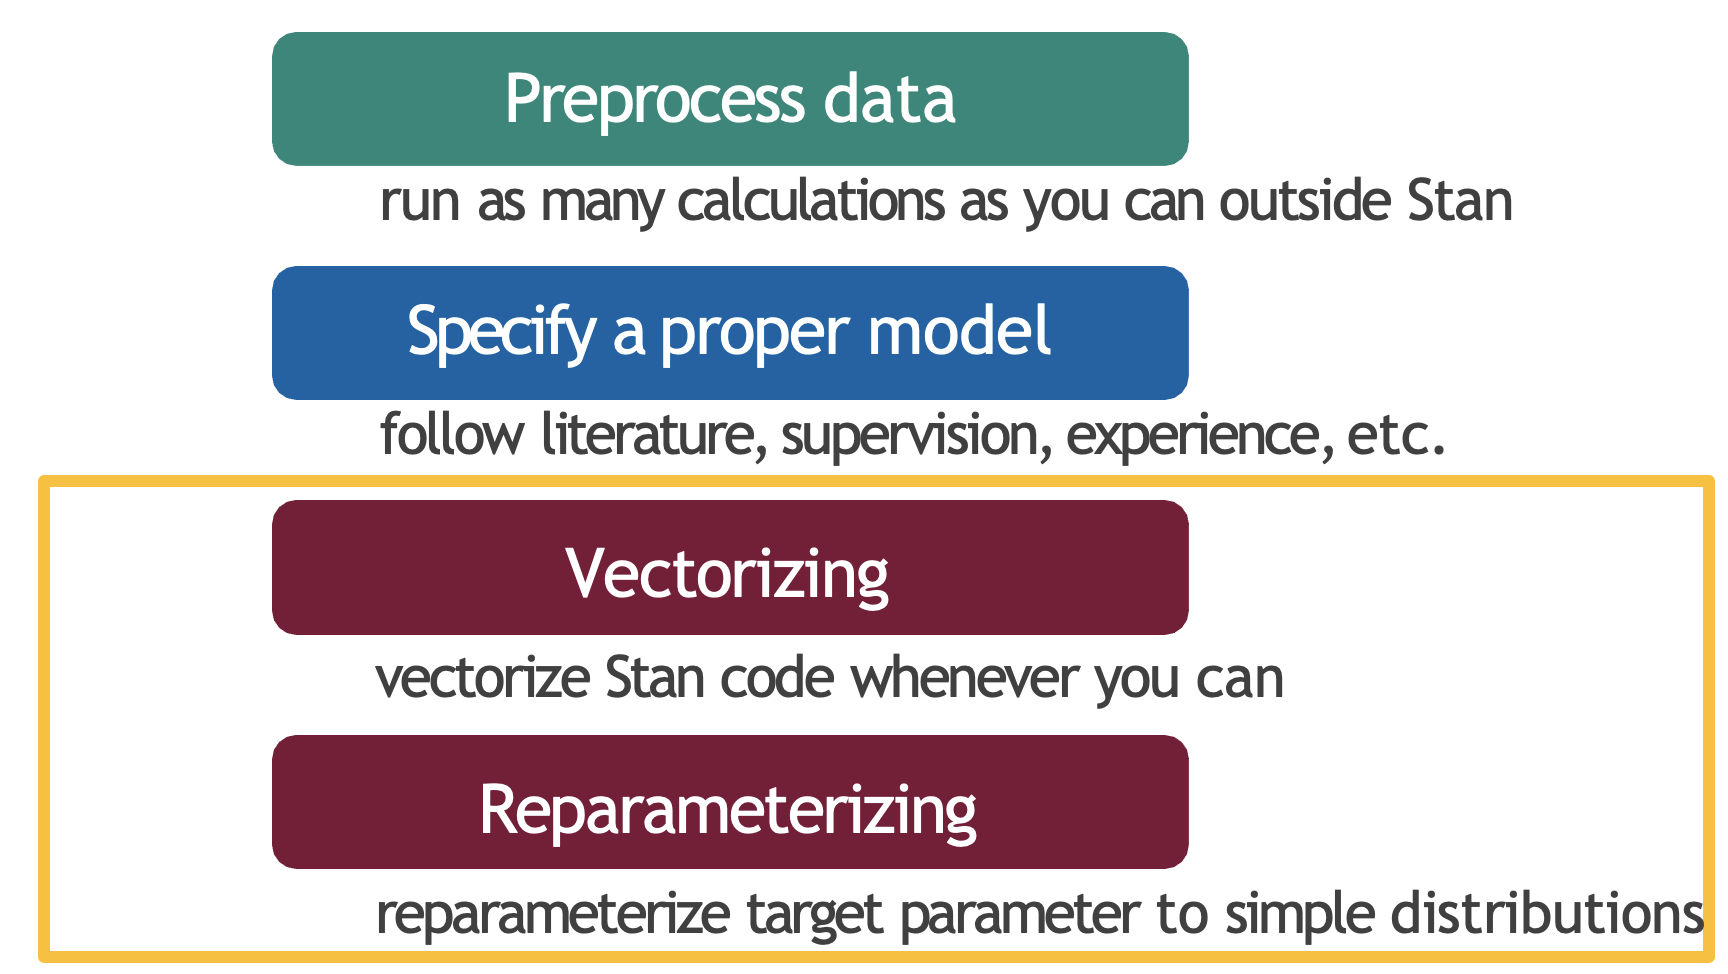 Preprocess data
run as many calculations as you can outside Stan
Specify a proper model
follow literature, supervision, experience, etc.
Vectorizing
vectorize Stan code whenever you can
Reparameterizing
reparameterize target parameter to simple distributions